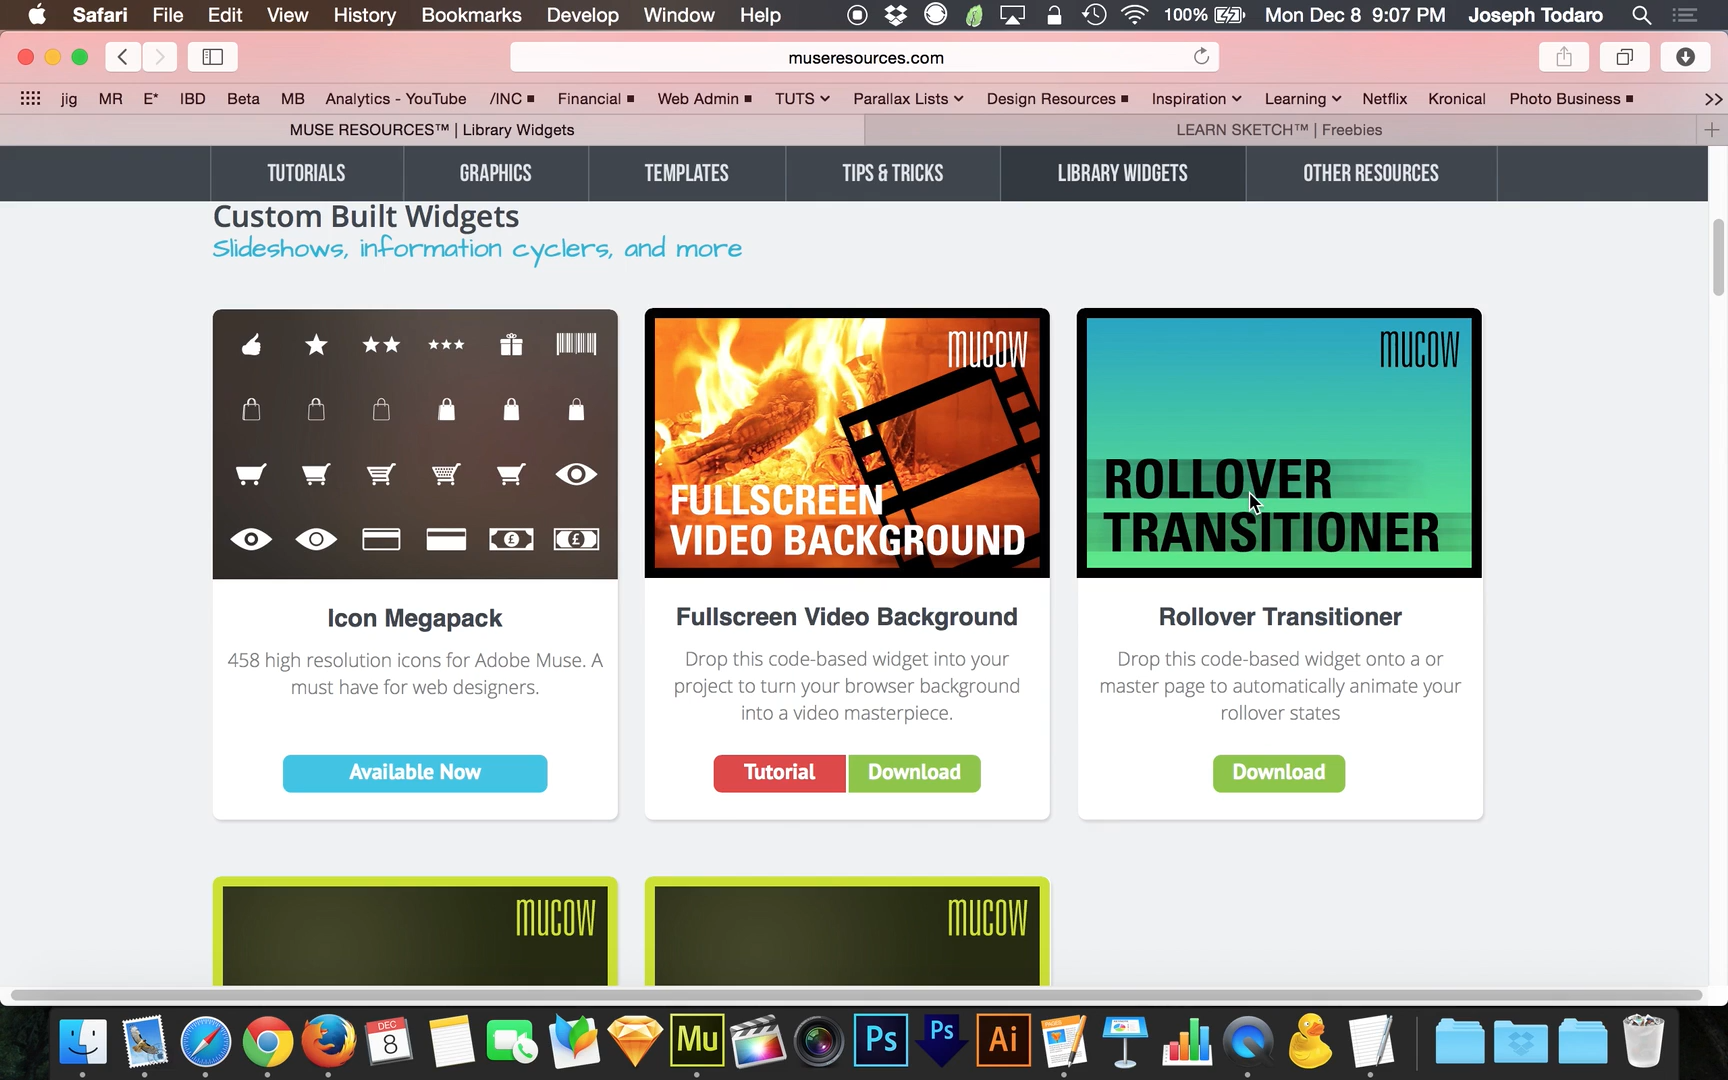 Safari File Edit View History Bookmarks Develop Window Help 100% Mon Dec 8 9:07 PM Joseph Todaro
museresources.com
jig MR E* IBD Beta MB Analytics - YouTube /INC Financial Web Admin TUTS Parallax Lists Design Resources Inspiration Learning Netflix Kronical Photo Business
MUSE RESOURCES™ | Library Widgets LEARN SKETCH™ | Freebies
TUTORIALS GRAPHICS TEMPLATES TIPS & TRICKS LIBRARY WIDGETS OTHER RESOURCES
Custom Built Widgets
Slideshows, information cyclers, and more
MUCOW
FULLSCREEN
VIDEO BACKGROUND
MUCOW
ROLLOVER
TRANSITIONER
Icon Megapack
458 high resolution icons for Adobe Muse. A
must have for web designers.
Available Now
Fullscreen Video Background
Drop this code-based widget into your
project to turn your browser background
into a video masterpiece.
Tutorial Download
Rollover Transitioner
Drop this code-based widget onto a or
master page to automatically animate your
rollover states
Download
MUCOW
MUCOW
DEC
8
Mu
Ps
Ps
Ai